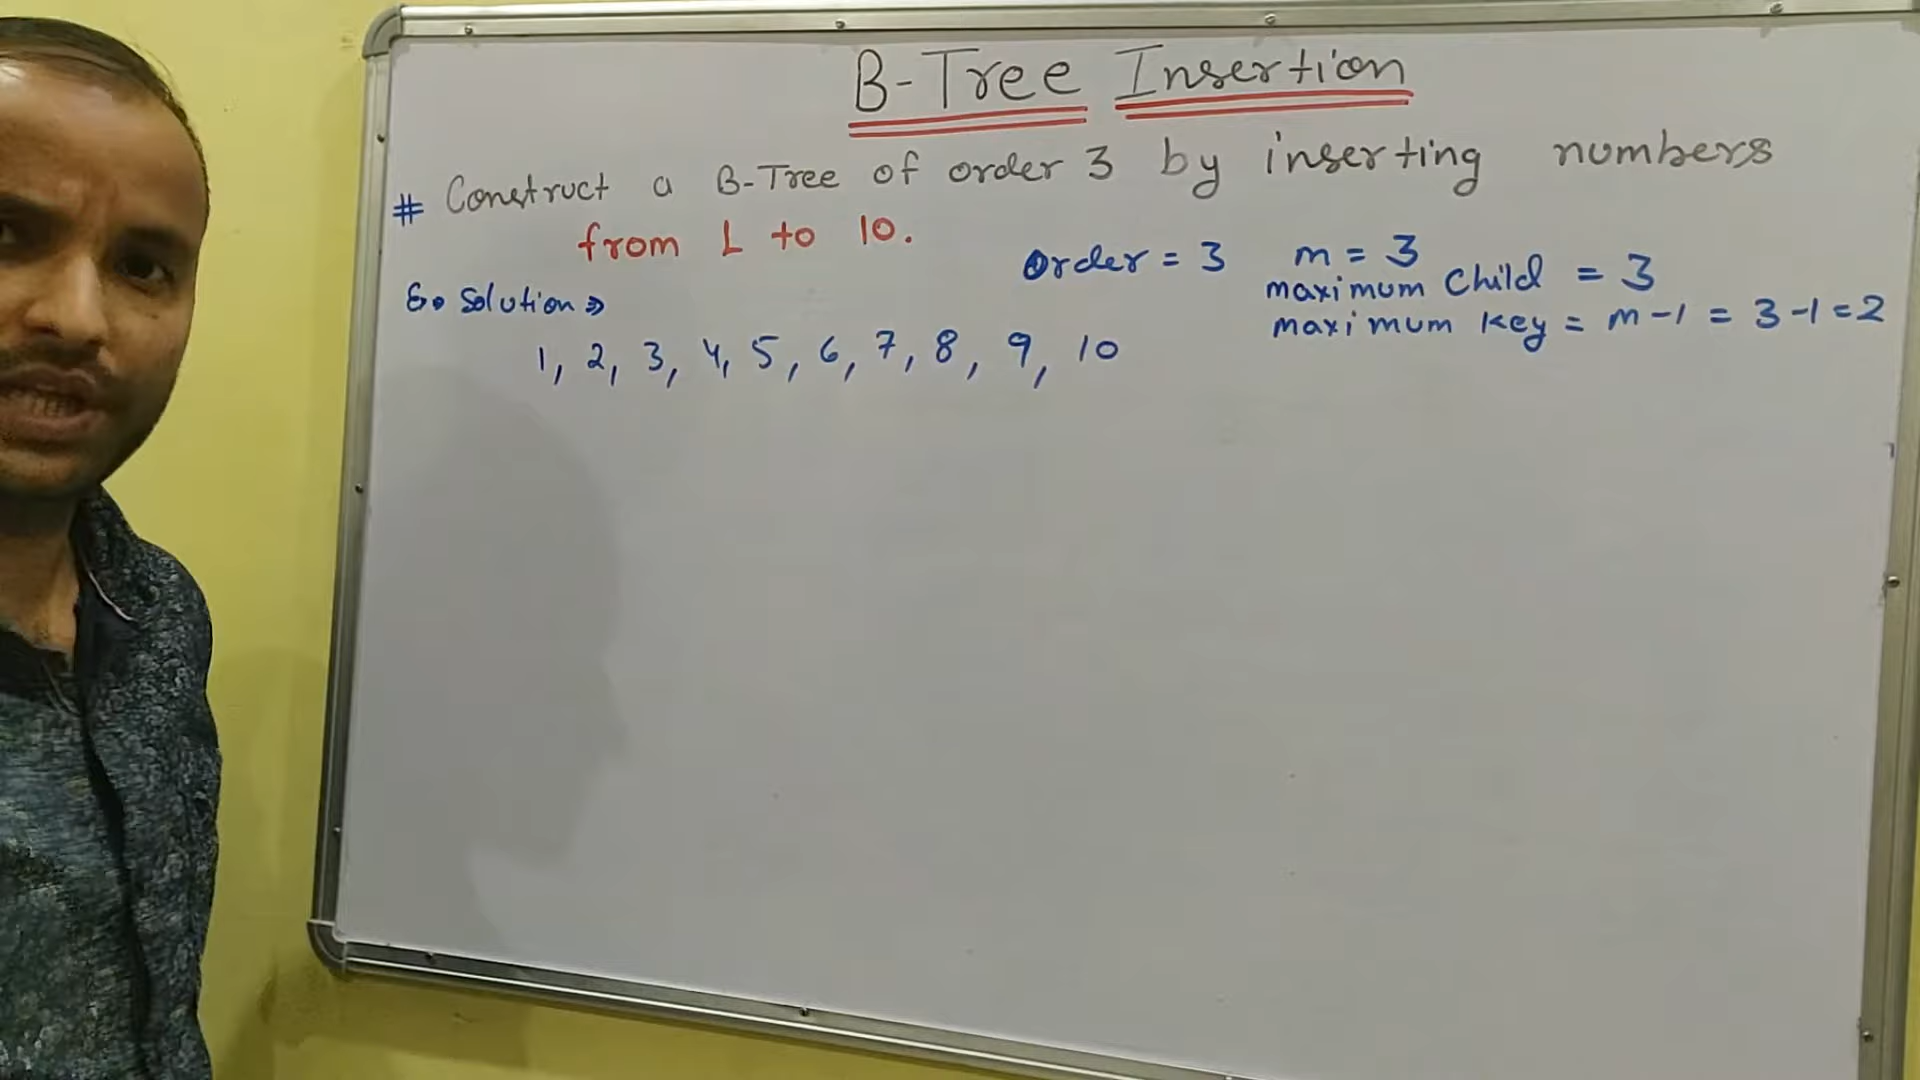 B-Tree Insertion
# Construct a B-Tree of order 3 by inserting numbers
from 1 to 10.
Order = 3 m = 3
maximum child = 3
Solution ⇒
maximum key = m-1 = 3-1=2
1, 2, 3, 4, 5, 6, 7, 8, 9, 10